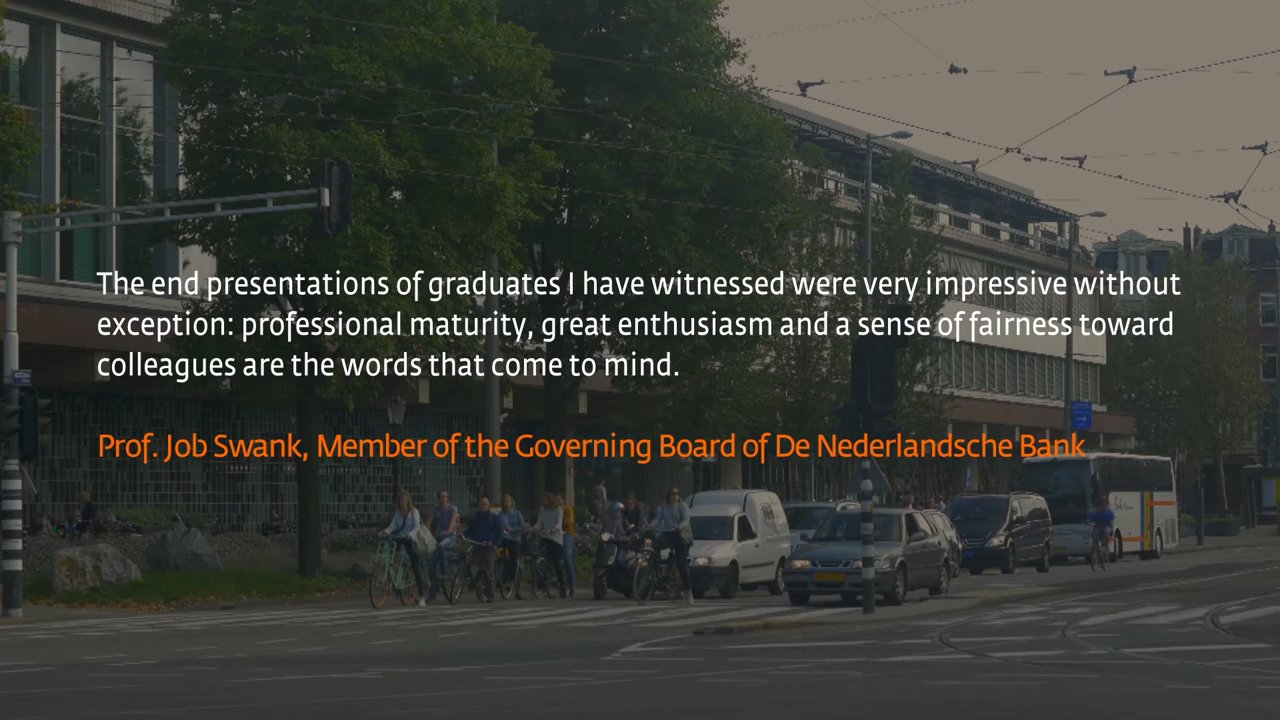 The end presentations of graduates I have witnessed were very impressive without
exception: professional maturity, great enthusiasm and a sense of fairness toward
colleagues are the words that come to mind.
Prof. Job Swank, Member of the Governing Board of De Nederlandsche Bank